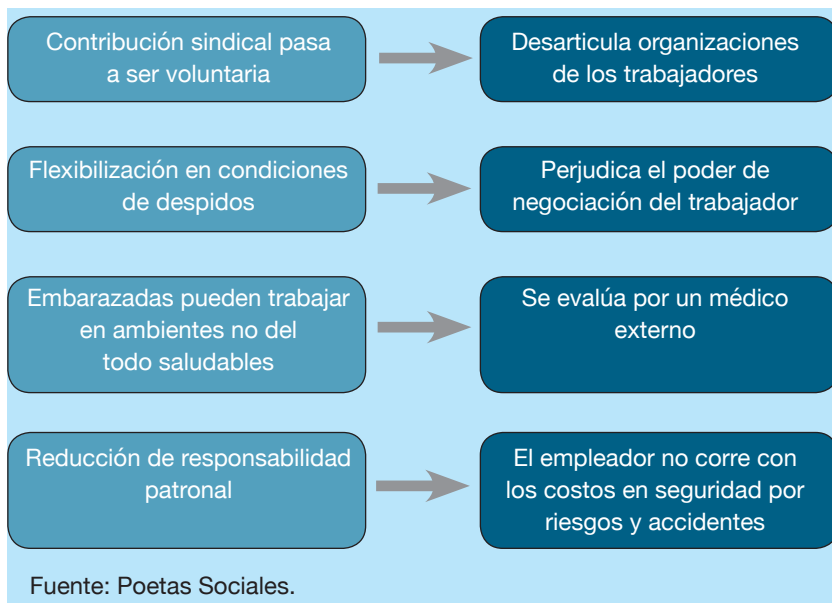 Contribución sindical pasa
a ser voluntaria
Desarticula organizaciones
de los trabajadores
Flexibilización en condiciones
de despidos
Perjudica el poder de
negociación del trabajador
Embarazadas pueden trabajar
en ambientes no del
todo saludables
Se evalúa por un médico
externo
Reducción de responsabilidad
patronal
El empleador no corre con
los costos en seguridad por
riesgos y accidentes
Fuente: Poetas Sociales.